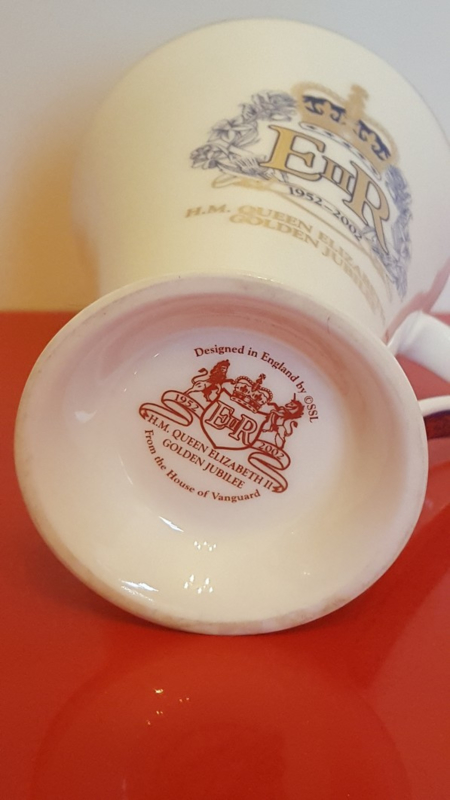 EIIR
1952-2002
H.M. QUEEN ELIZABETH
GOLDEN JUBILEE
Designed in England by ©SSL
1952 EIIR 2002
H.M. QUEEN ELIZABETH II
GOLDEN JUBILEE
From the House of Vanguard